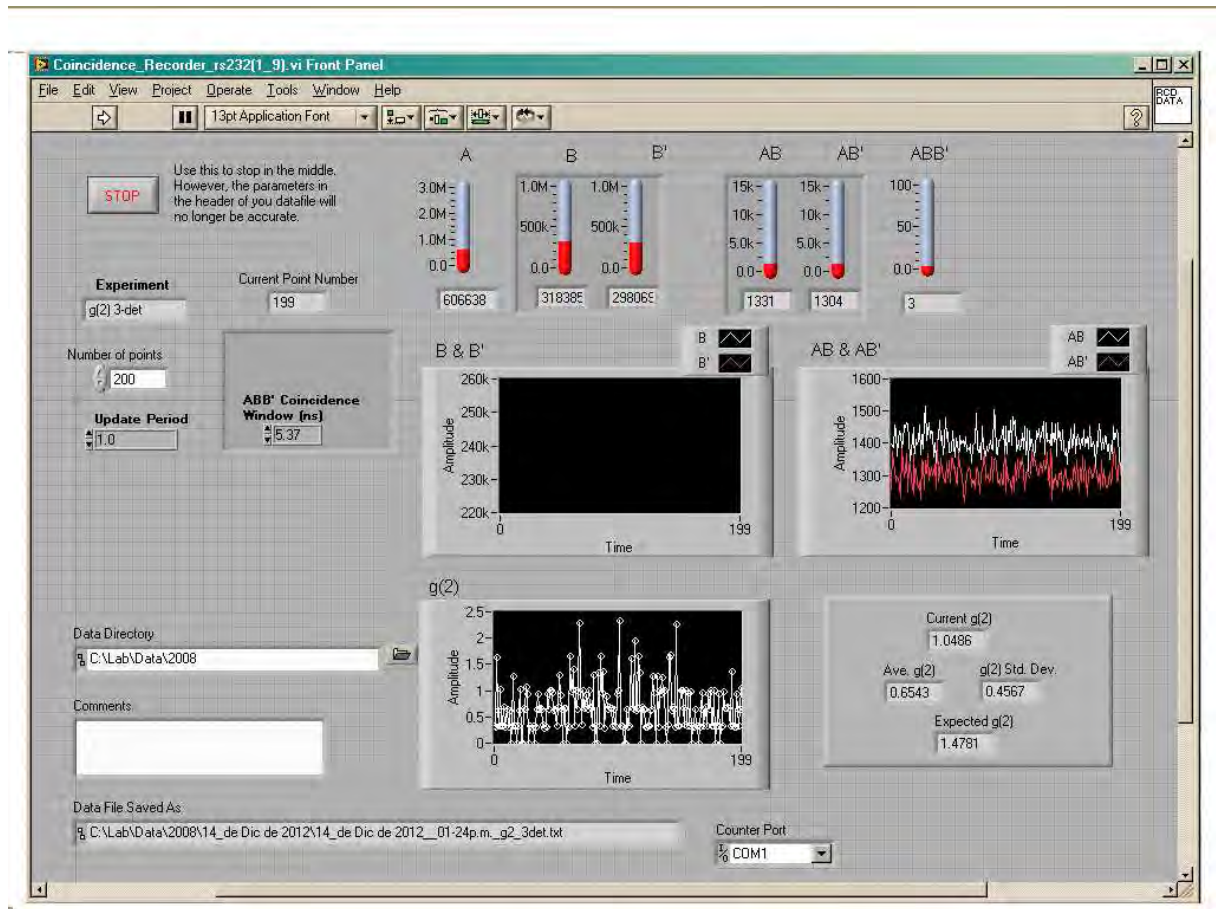 Coincidence_Recorder_rs232(1_9).vi Front Panel
File Edit View Project Operate Tools Window Help
13pt Application Font
RCD
DATA
STOP
Use this to stop in the middle.
However, the parameters in
the header of you datafile will
no longer be accurate.
Experiment
g(2) 3-det
Current Point Number
199
Number of points
200
Update Period
1.0
ABB' Coincidence
Window (ns)
5.37
A
3.0M
2.0M
1.0M
0.0
606638
B
1.0M
500k
0.0
318385
B'
1.0M
500k
0.0
298069
AB
15k
10k
5.0k
0.0
1331
AB'
15k
10k
5.0k
0.0
1304
ABB'
100
50
0.0
3
B & B'
B
B'
260k
250k
240k
230k
220k
Amplitude
0
199
Time
AB & AB'
AB
AB'
1600
1500
1400
1300
1200
Amplitude
0
199
Time
g(2)
2.5
2
1.5
1
0.5
0
Amplitude
0
199
Time
Current g(2)
1.0486
Ave. g(2)
0.6543
g(2) Std. Dev.
0.4567
Expected g(2)
1.4781
Data Directory
C:\Lab\Data\2008
Comments
Data File Saved As
C:\Lab\Data\2008\14_de Dic de 2012\14_de Dic de 2012__01-24p.m._g2_3det.txt
Counter Port
COM1